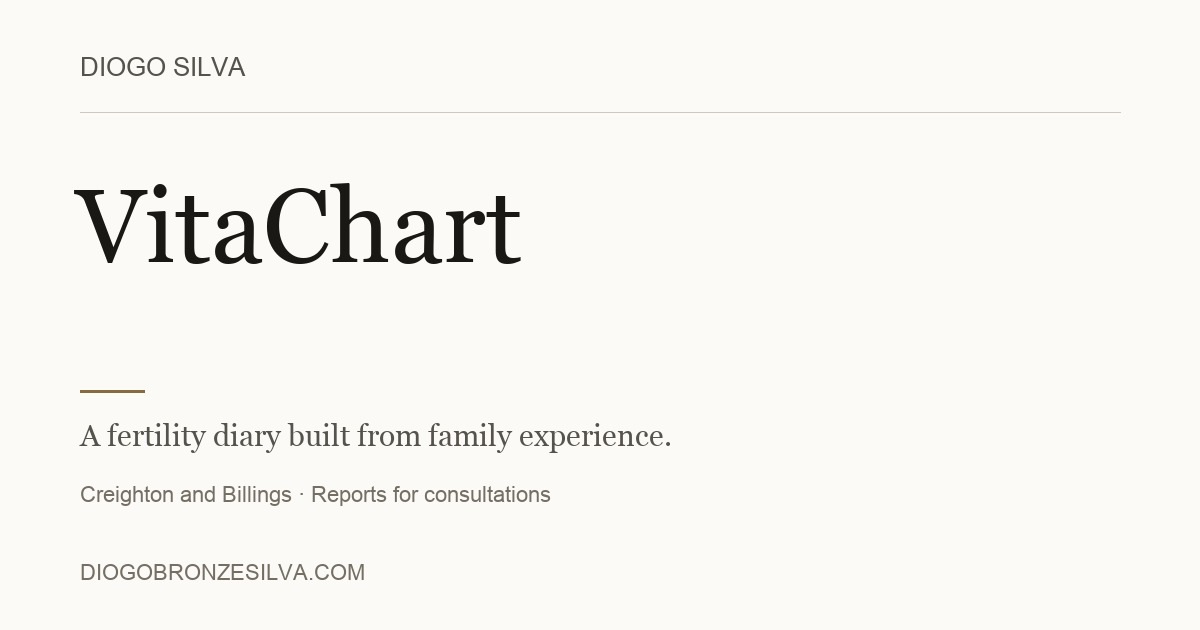 DIOGO SILVA
VitaChart
A fertility diary built from family experience.
Creighton and Billings · Reports for consultations
DIOGOBRONZESILVA.COM